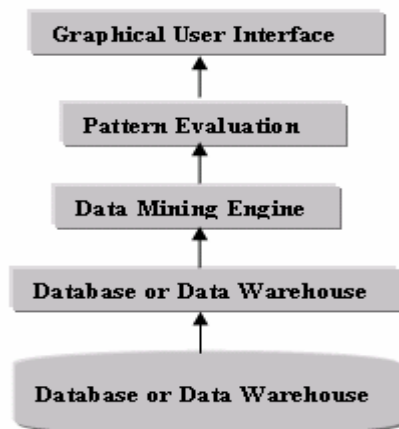 Graphical User Interface
Pattern Evaluation
Data Mining Engine
Database or Data Warehouse
Database or Data Warehouse